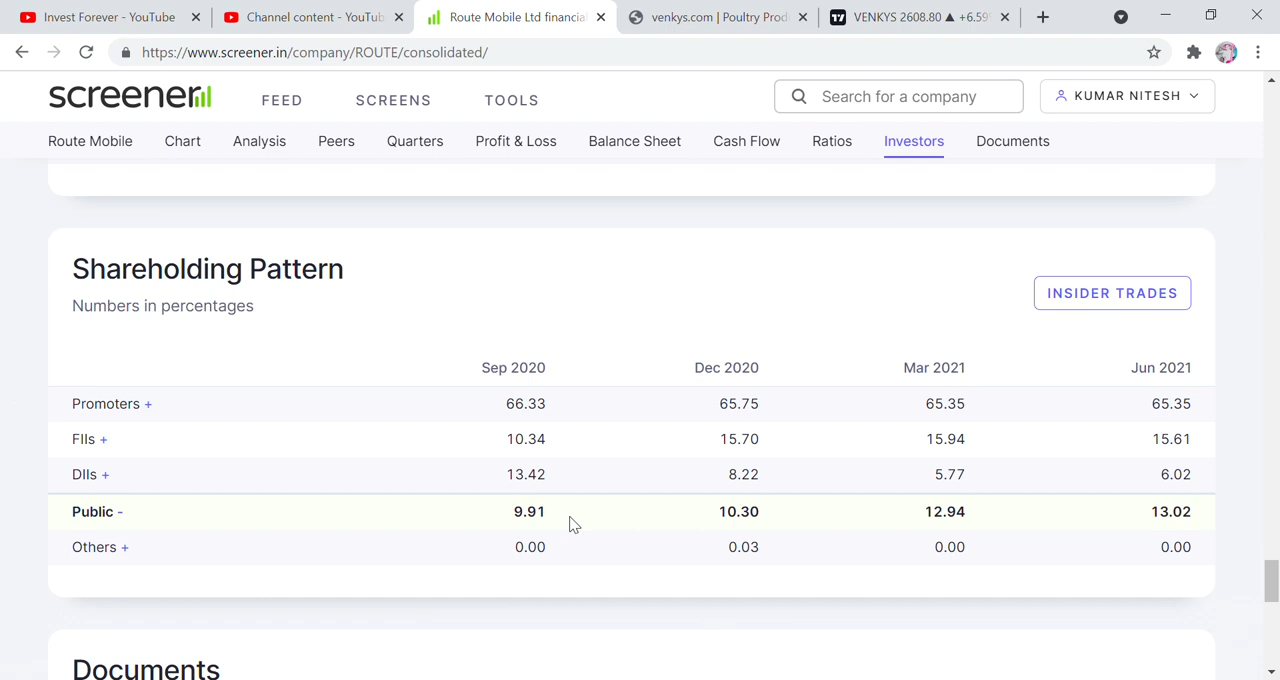 Invest Forever - YouTube
Channel content - YouTub
Route Mobile Ltd financia
venkys.com | Poultry Prod
VENKYS 2608.80 ▲ +6.59%
https://www.screener.in/company/ROUTE/consolidated/
screener
FEED SCREENS TOOLS
Search for a company
KUMAR NITESH
Route Mobile Chart Analysis Peers Quarters Profit & Loss Balance Sheet Cash Flow Ratios Investors Documents
Shareholding Pattern
INSIDER TRADES
Numbers in percentages
Sep 2020 Dec 2020 Mar 2021 Jun 2021
Promoters + 66.33 65.75 65.35 65.35
FIIs + 10.34 15.70 15.94 15.61
DIIs + 13.42 8.22 5.77 6.02
Public - 9.91 10.30 12.94 13.02
Others + 0.00 0.03 0.00 0.00
Documents